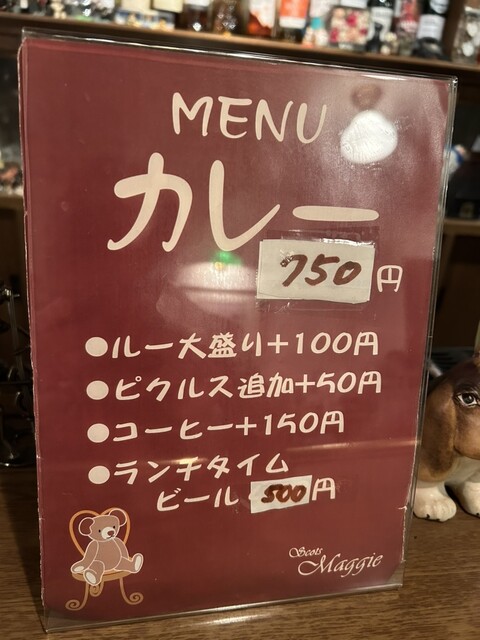 MENU
カレー
750円
●ルー大盛り+100円
●ピクルス追加+50円
●コーヒー+150円
●ランチタイム
ビール 500円
Scots
Maggie